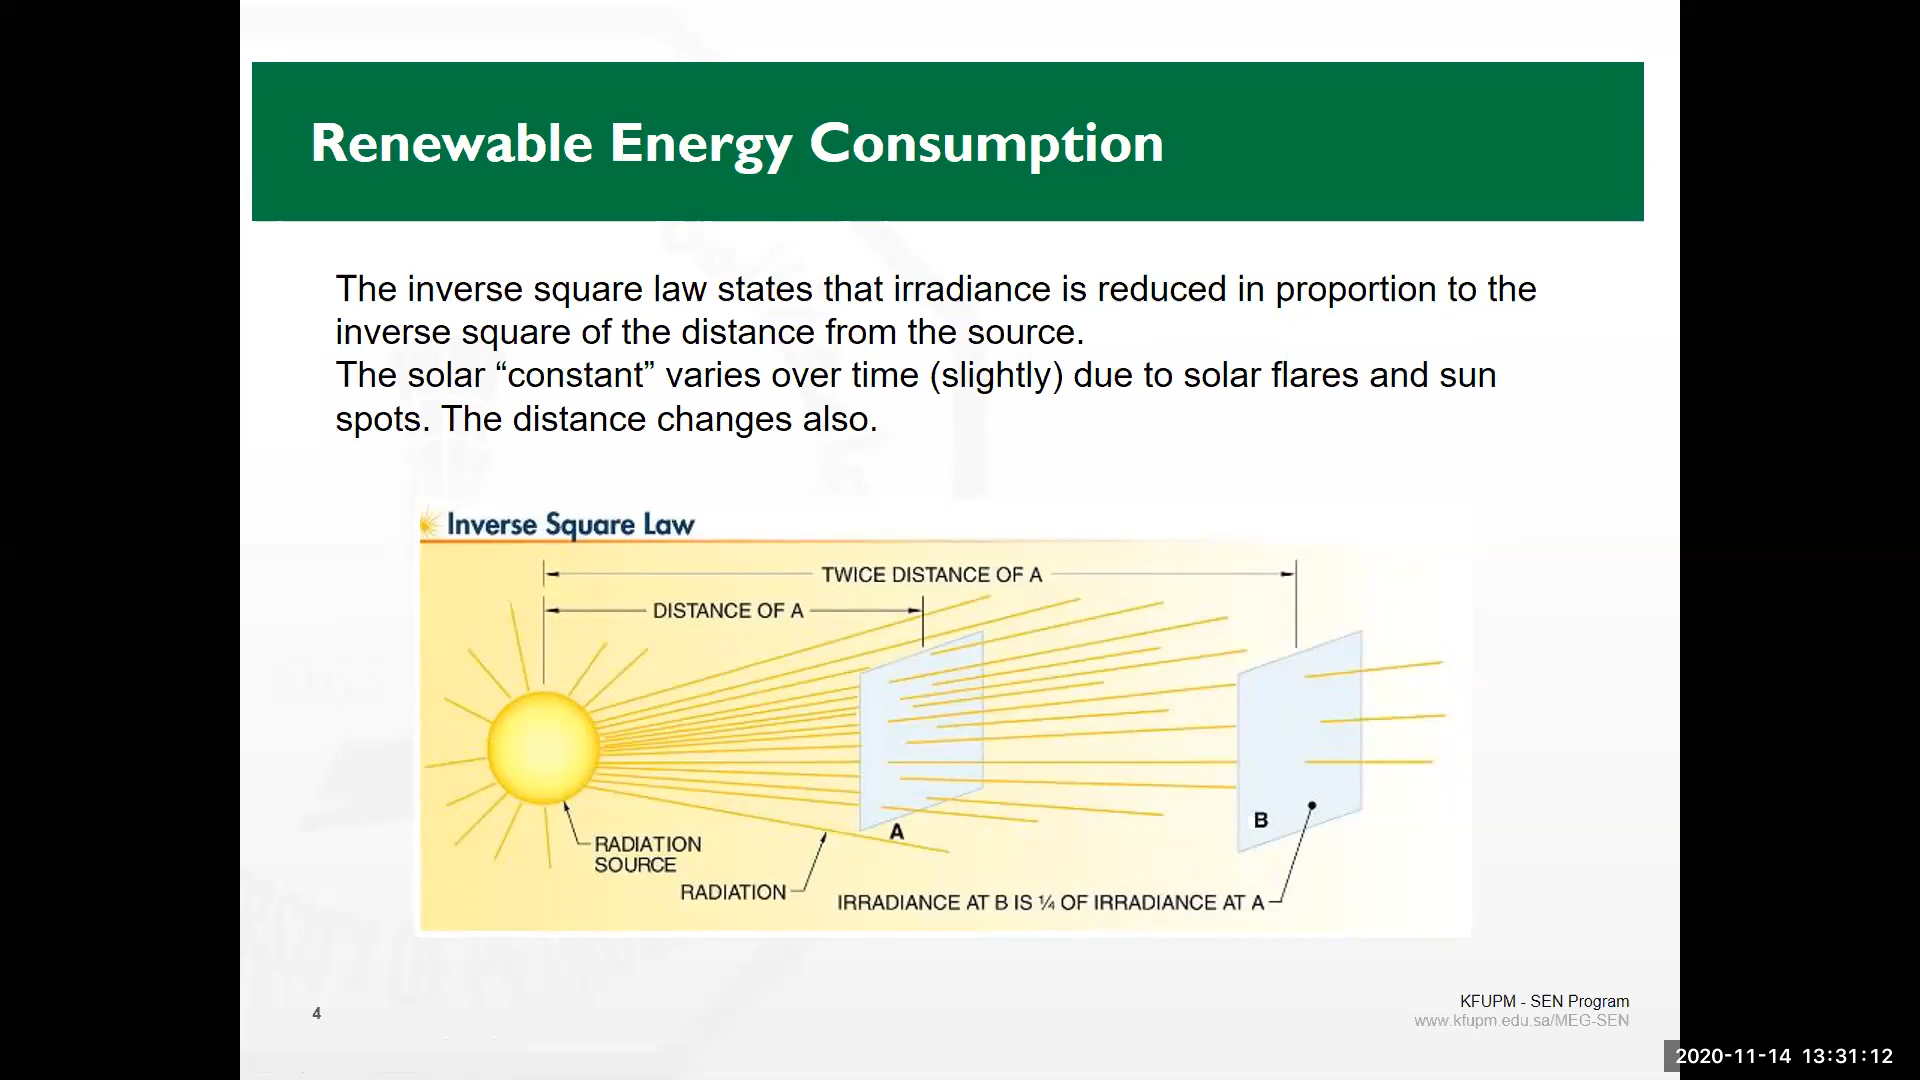 Renewable Energy Consumption
The inverse square law states that irradiance is reduced in proportion to the
inverse square of the distance from the source.
The solar “constant” varies over time (slightly) due to solar flares and sun
spots. The distance changes also.
Inverse Square Law
TWICE DISTANCE OF A
DISTANCE OF A
A
B
RADIATION
SOURCE
RADIATION
IRRADIANCE AT B IS ¼ OF IRRADIANCE AT A
4
KFUPM - SEN Program
www.kfupm.edu.sa/MEG-SEN
2020-11-14 13:31:12